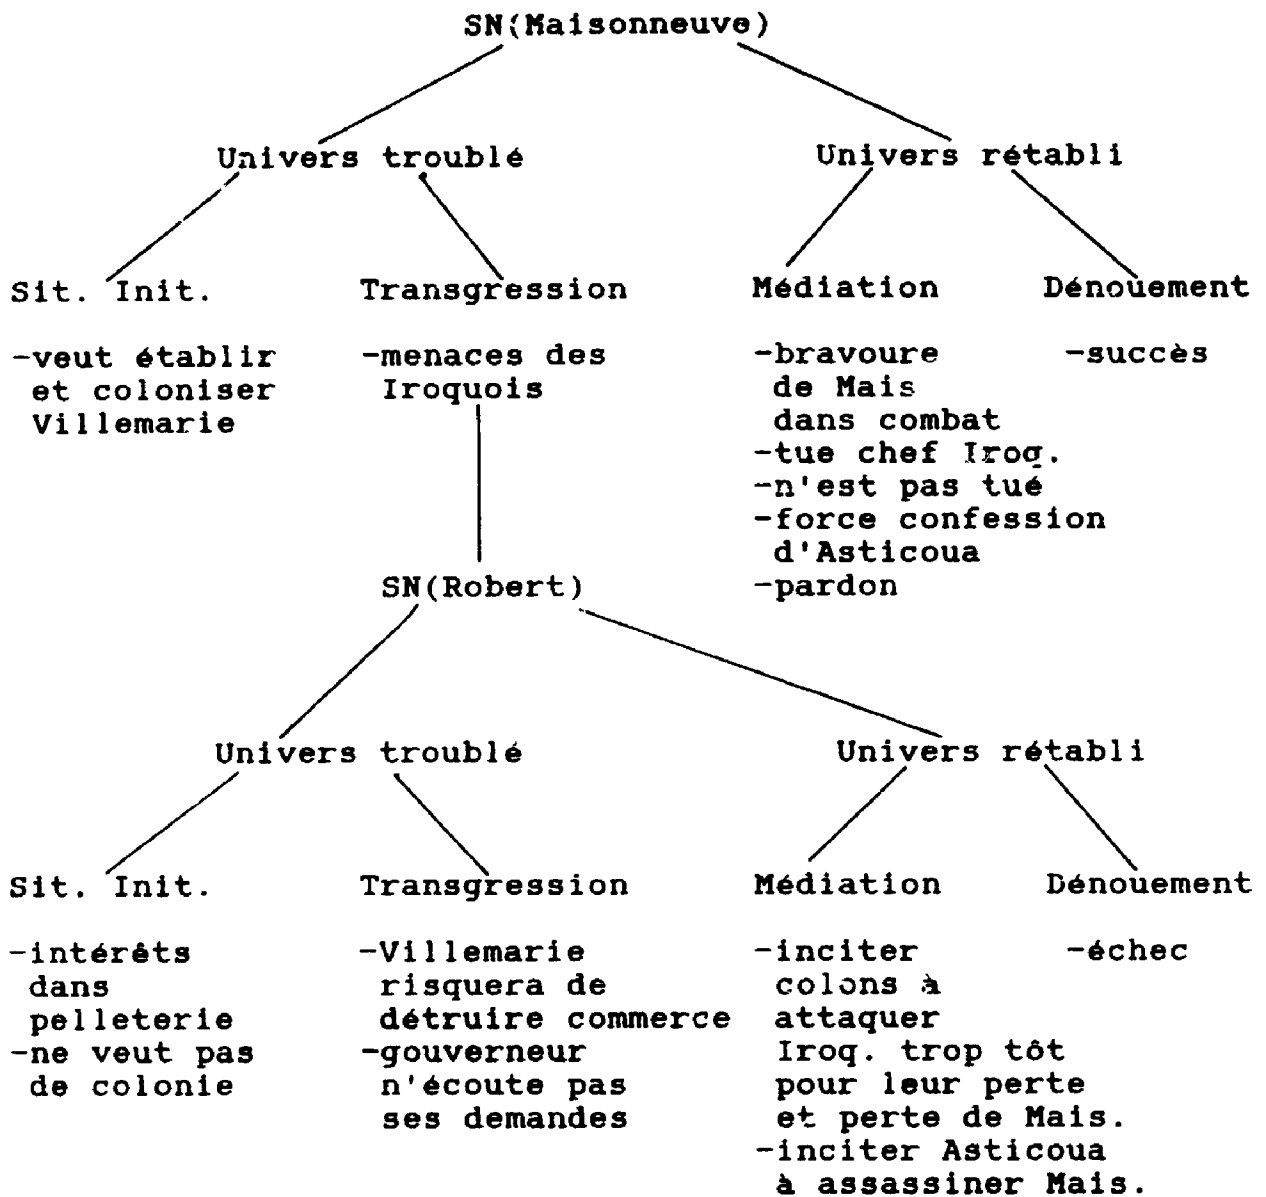 SN(Maisonneuve)
Univers troublé
Univers rétabli
Sit. Init.
Transgression
Médiation
Dénouement
-veut établir
et coloniser
Villemarie
-menaces des
Iroquois
-bravoure
de Mais
dans combat
-tue chef Iroq.
-n'est pas tué
-force confession
d'Asticoua
-pardon
-succès
SN(Robert)
Univers troublé
Univers rétabli
Sit. Init.
Transgression
Médiation
Dénouement
-intérêts
dans
pelleterie
-ne veut pas
de colonie
-Villemarie
risquera de
détruire commerce
-gouverneur
n'écoute pas
ses demandes
-inciter
colons à
attaquer
Iroq. trop tôt
pour leur perte
et perte de Mais.
-inciter Asticoua
à assassiner Mais.
-échec